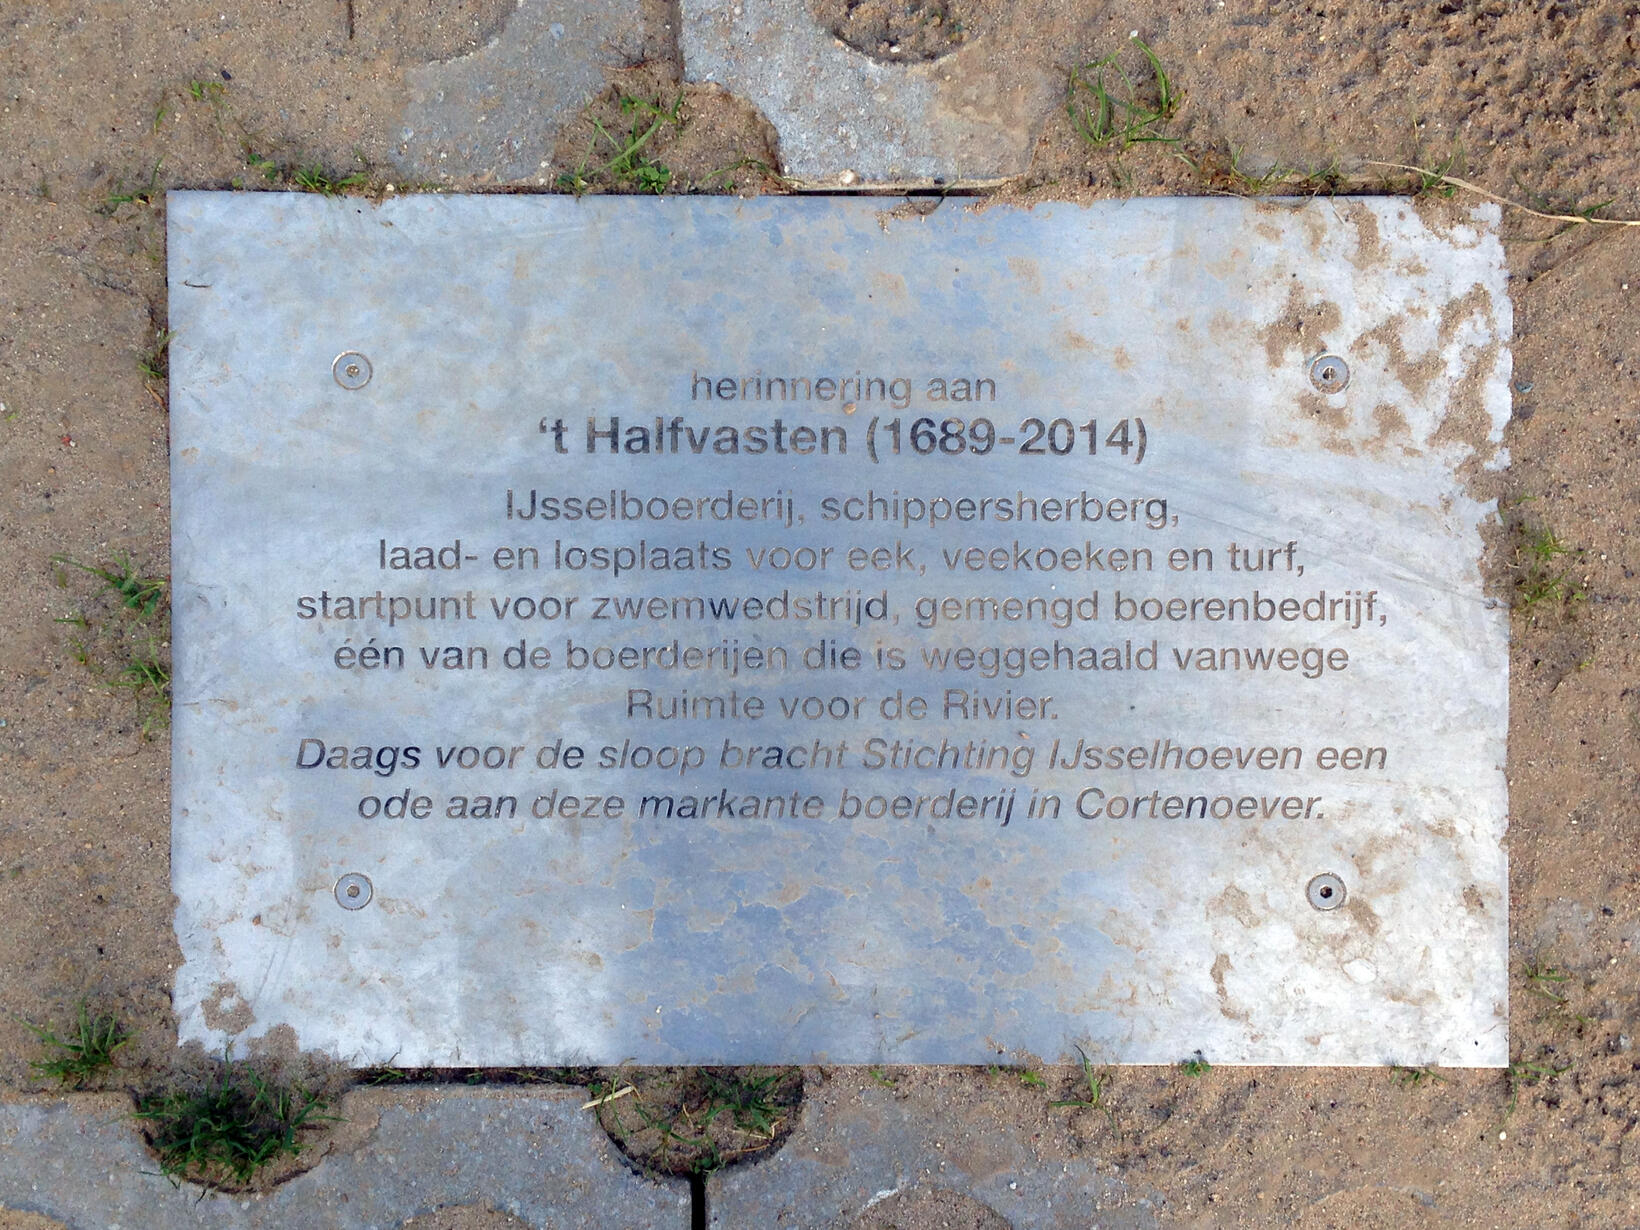 herinnering aan
‘t Halfvasten (1689-2014)
IJsselboerderij, schippersherberg,
laad- en losplaats voor eek, veekoeken en turf,
startpunt voor zwemwedstrijd, gemengd boerenbedrijf,
één van de boerderijen die is weggehaald vanwege
Ruimte voor de Rivier.
Daags voor de sloop bracht Stichting IJsselhoeven een
ode aan deze markante boerderij in Cortenoever.